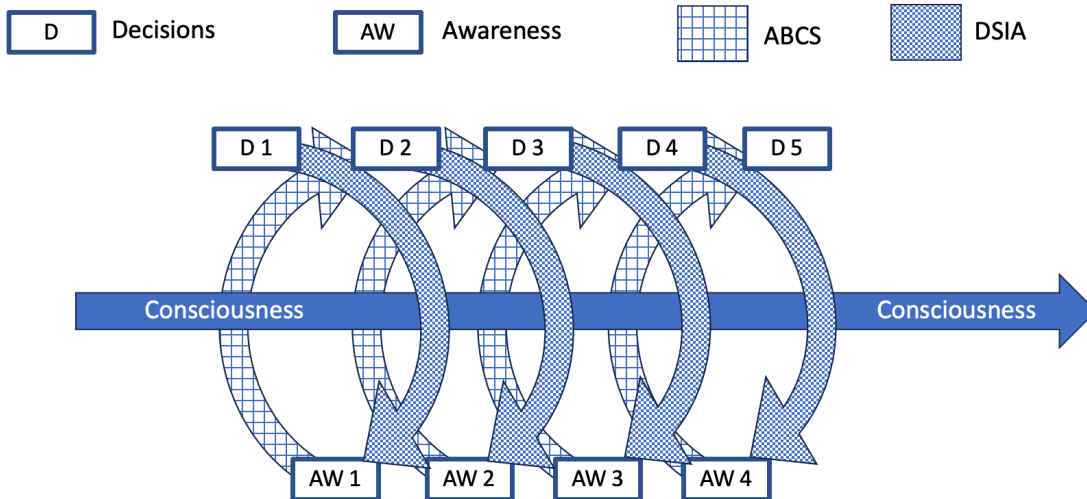 D Decisions AW Awareness ABCS DSIA
D 1 D 2 D 3 D 4 D 5
Consciousness Consciousness
AW 1 AW 2 AW 3 AW 4